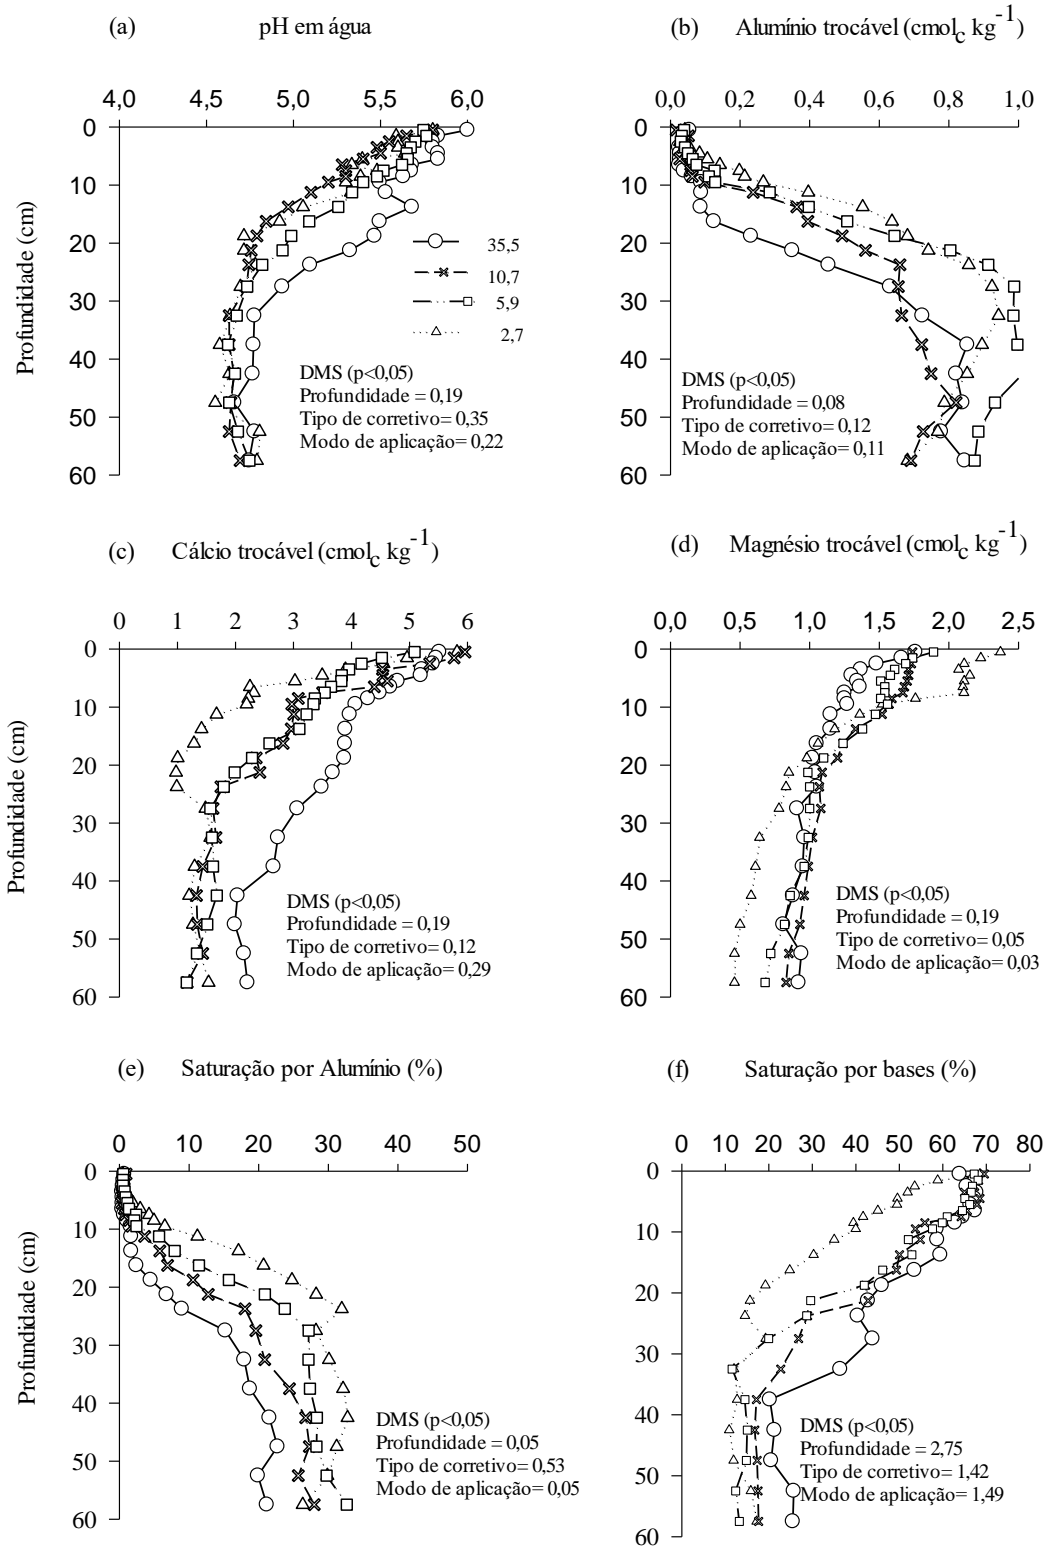 (a) pH em água
4,0 4,5 5,0 5,5 6,0
0
10
20
30
40
50
60
Profundidade (cm)
35,5
10,7
5,9
2,7
DMS (p<0,05)
Profundidade = 0,19
Tipo de corretivo= 0,35
Modo de aplicação= 0,22
(b) Alumínio trocável (cmolc kg-1)
0,0 0,2 0,4 0,6 0,8 1,0
0
10
20
30
40
50
60
DMS (p<0,05)
Profundidade = 0,08
Tipo de corretivo= 0,12
Modo de aplicação= 0,11
(c) Cálcio trocável (cmolc kg-1)
0 1 2 3 4 5 6
0
10
20
30
40
50
60
Profundidade (cm)
DMS (p<0,05)
Profundidade = 0,19
Tipo de corretivo= 0,12
Modo de aplicação= 0,29
(d) Magnésio trocável (cmolc kg-1)
0,0 0,5 1,0 1,5 2,0 2,5
0
10
20
30
40
50
60
DMS (p<0,05)
Profundidade = 0,19
Tipo de corretivo= 0,05
Modo de aplicação= 0,03
(e) Saturação por Alumínio (%)
0 10 20 30 40 50
0
10
20
30
40
50
60
Profundidade (cm)
DMS (p<0,05)
Profundidade = 0,05
Tipo de corretivo= 0,53
Modo de aplicação= 0,05
(f) Saturação por bases (%)
0 10 20 30 40 50 60 70 80
0
10
20
30
40
50
60
DMS (p<0,05)
Profundidade = 2,75
Tipo de corretivo= 1,42
Modo de aplicação= 1,49